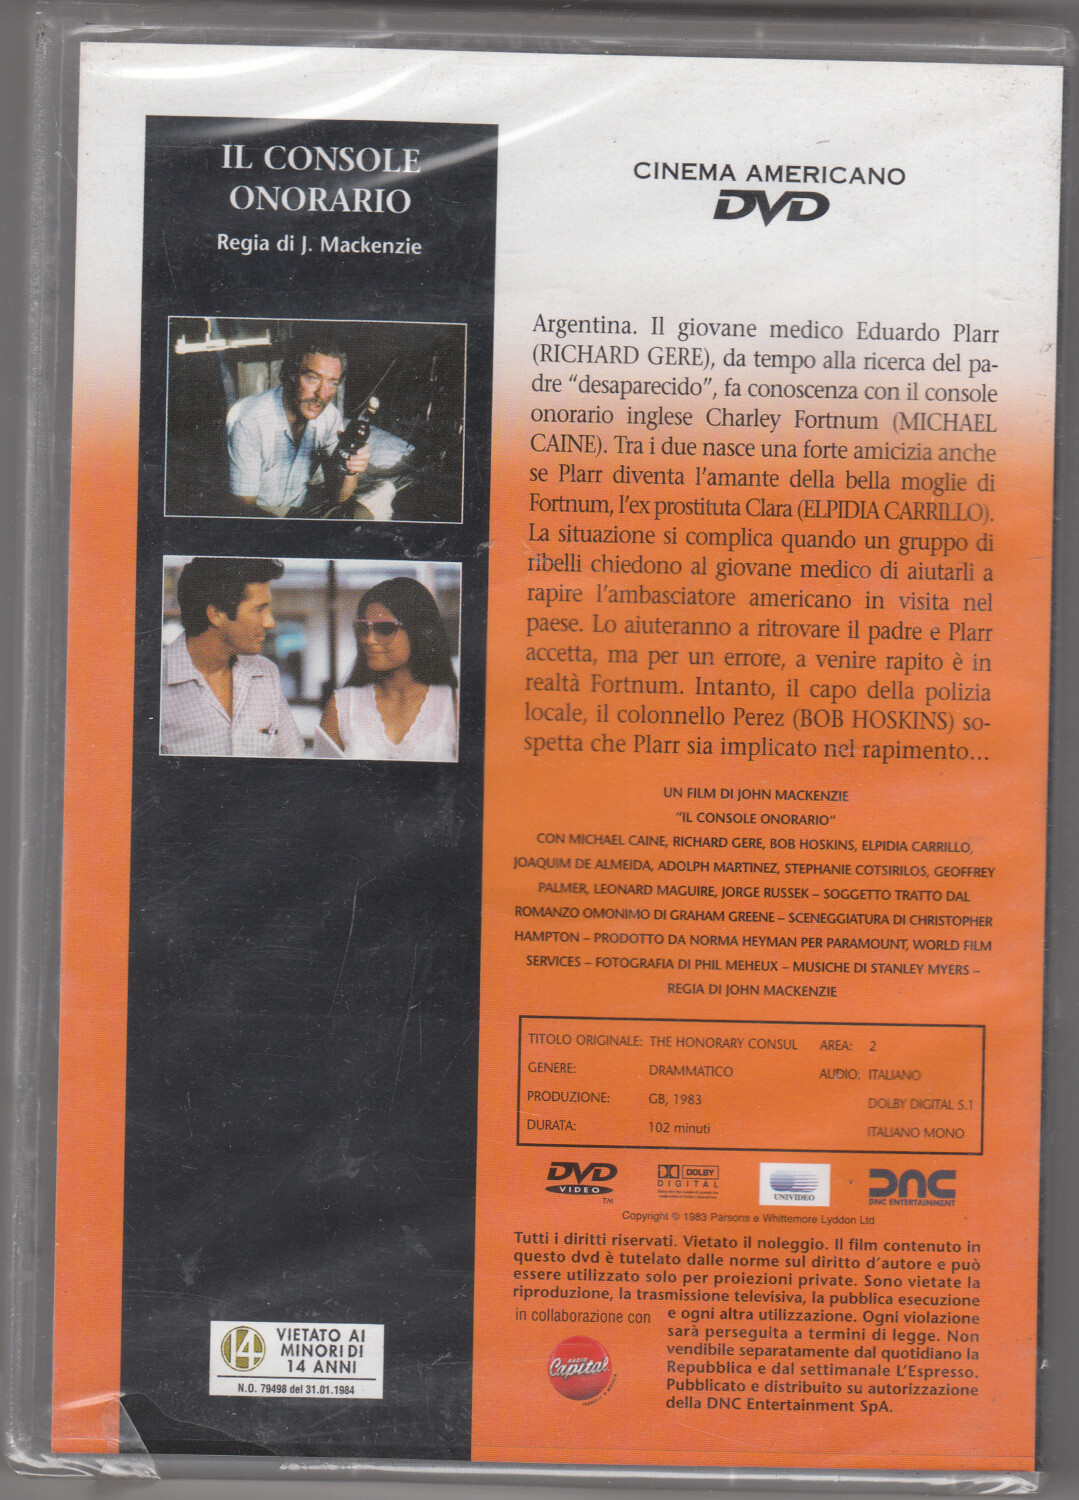 IL CONSOLE
ONORARIO
Regia di J. Mackenzie
CINEMA AMERICANO
DVD
Argentina. Il giovane medico Eduardo Plarr
(RICHARD GERE), da tempo alla ricerca del pa-
dre “desaparecido”, fa conoscenza con il console
onorario inglese Charley Fortnum (MICHAEL
CAINE). Tra i due nasce una forte amicizia anche
se Plarr diventa l'amante della bella moglie di
Fortnum, l'ex prostituta Clara (ELPIDIA CARRILLO).
La situazione si complica quando un gruppo di
ribelli chiedono al giovane medico di aiutarli a
rapire l'ambasciatore americano in visita nel
paese. Lo aiuteranno a ritrovare il padre e Plarr
accetta, ma per un errore, a venire rapito è in
realtà Fortnum. Intanto, il capo della polizia
locale, il colonnello Perez (BOB HOSKINS) so-
spetta che Plarr sia implicato nel rapimento...
UN FILM DI JOHN MACKENZIE
“IL CONSOLE ONORARIO”
CON MICHAEL CAINE, RICHARD GERE, BOB HOSKINS, ELPIDIA CARRILLO,
JOAQUIM DE ALMEIDA, ADOLPH MARTINEZ, STEPHANIE COTSIRILOS, GEOFFREY
PALMER, LEONARD MAGUIRE, JORGE RUSSEK – SOGGETTO TRATTO DAL
ROMANZO OMONIMO DI GRAHAM GREENE – SCENEGGIATURA DI CHRISTOPHER
HAMPTON – PRODOTTO DA NORMA HEYMAN PER PARAMOUNT, WORLD FILM
SERVICES – FOTOGRAFIA DI PHIL MEHEUX – MUSICHE DI STANLEY MYERS –
REGIA DI JOHN MACKENZIE
TITOLO ORIGINALE: THE HONORARY CONSUL AREA: 2
GENERE: DRAMMATICO AUDIO: ITALIANO
PRODUZIONE: GB, 1983 DOLBY DIGITAL 5.1
DURATA: 102 minuti ITALIANO MONO
DVD VIDEO TM
DOLBY DIGITAL
UNIVIDEO
DNC DNC ENTERTAINMENT
Copyright © 1983 Parsons e Whittemore Lyddon Ltd
Tutti i diritti riservati. Vietato il noleggio. Il film contenuto in
questo dvd è tutelato dalle norme sul diritto d'autore e può
essere utilizzato solo per proiezioni private. Sono vietate la
riproduzione, la trasmissione televisiva, la pubblica esecuzione
e ogni altra utilizzazione. Ogni violazione
sarà perseguita a termini di legge. Non
vendibile separatamente dal quotidiano la
Repubblica e dal settimanale L'Espresso.
Pubblicato e distribuito su autorizzazione
della DNC Entertainment SpA.
in collaborazione con
RADIO
Capital
14
VIETATO AI
MINORI DI
14 ANNI
N.O. 79498 del 31.01.1984